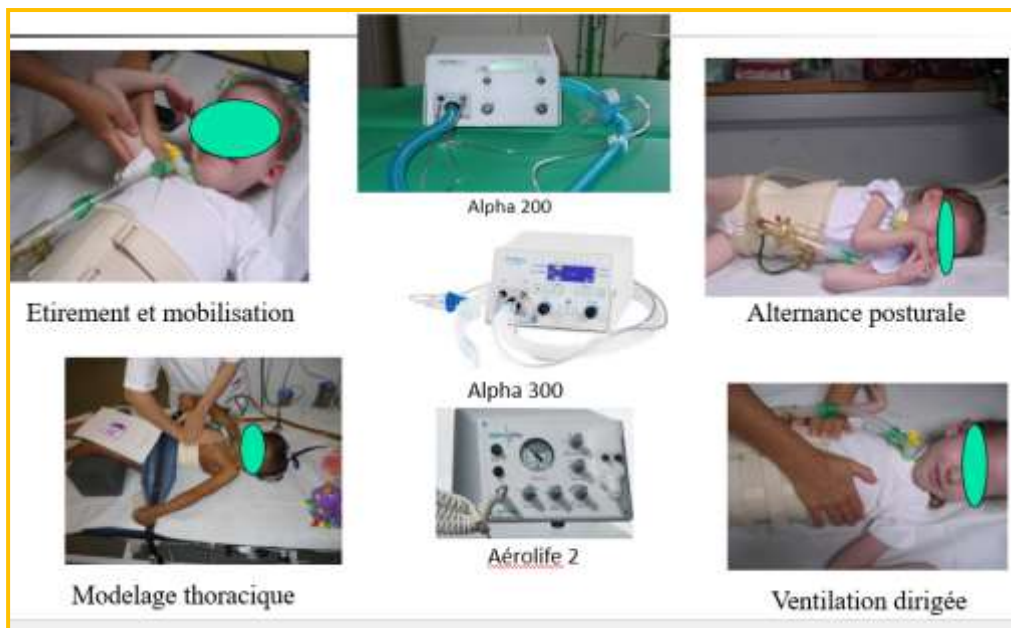 Alpha 200
Etirement et mobilisation
Alternance posturale
Alpha 300
Aérolife 2
Modelage thoracique
Ventilation dirigée